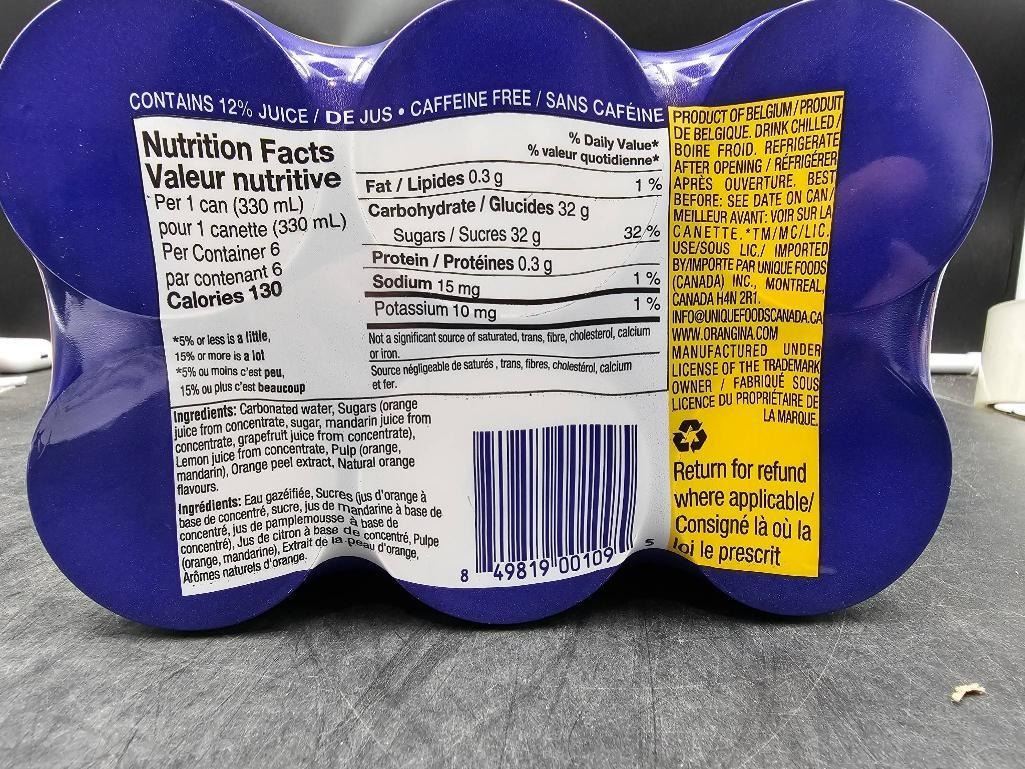 CONTAINS 12% JUICE / DE JUS • CAFFEINE FREE / SANS CAFÉINE
Nutrition Facts
Valeur nutritive
Per 1 can (330 mL)
pour 1 canette (330 mL)
Per Container 6
par contenant 6
Calories 130
*5% or less is a little,
15% or more is a lot
*5% ou moins c'est peu,
15% ou plus c'est beaucoup
% Daily Value*
% valeur quotidienne*
Fat / Lipides 0.3 g 1 %
Carbohydrate / Glucides 32 g
Sugars / Sucres 32 g 32 %
Protein / Protéines 0.3 g
Sodium 15 mg 1 %
Potassium 10 mg 1 %
Not a significant source of saturated, trans, fibre, cholesterol, calcium
or iron.
Source négligeable de saturés , trans, fibres, cholestérol, calcium
et fer.
Ingredients: Carbonated water, Sugars (orange
juice from concentrate, sugar, mandarin juice from
concentrate, grapefruit juice from concentrate),
Lemon juice from concentrate, Pulp (orange,
mandarin), Orange peel extract, Natural orange
flavours.
Ingrédients: Eau gazéifiée, Sucres (jus d'orange à
base de concentré, sucre, jus de mandarine à base de
concentré, jus de pamplemousse à base de
concentré), Jus de citron à base de concentré, Pulpe
(orange, mandarine), Extrait de la peau d'orange,
Arômes naturels d'orange.
8 49819 00109 5
PRODUCT OF BELGIUM / PRODUIT
DE BELGIQUE. DRINK CHILLED /
BOIRE FROID. REFRIGERATE
AFTER OPENING / RÉFRIGÉRER
APRÈS OUVERTURE. BEST
BEFORE: SEE DATE ON CAN /
MEILLEUR AVANT: VOIR SUR LA
CANETTE. *TM/MC/LIC.
USE/SOUS LIC./ IMPORTED
BY/IMPORTE PAR UNIQUE FOODS
(CANADA) INC., MONTREAL,
CANADA H4N 2R1.
INFO@UNIQUEFOODSCANADA.CA
WWW.ORANGINA.COM
MANUFACTURED UNDER
LICENSE OF THE TRADEMARK
OWNER / FABRIQUÉ SOUS
LICENCE DU PROPRIÉTAIRE DE
LA MARQUE.
Return for refund
where applicable/
Consigné là où la
loi le prescrit